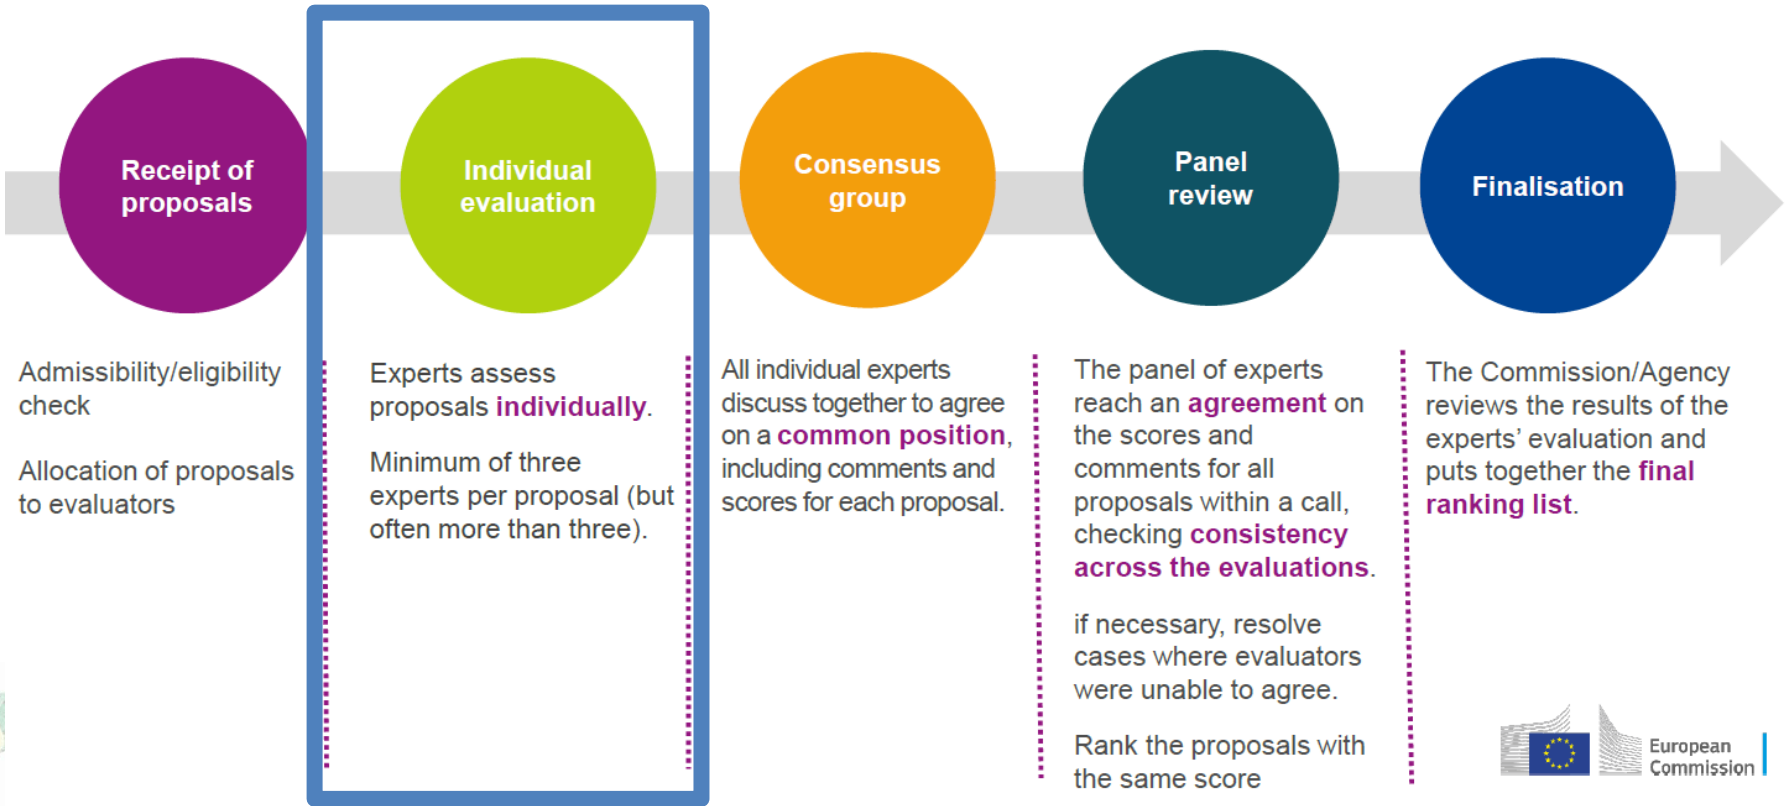 Receipt of
proposals
Individual
evaluation
Consensus
group
Panel
review
Finalisation
Admissibility/eligibility
check
Allocation of proposals
to evaluators
Experts assess
proposals individually.
Minimum of three
experts per proposal (but
often more than three).
All individual experts
discuss together to agree
on a common position,
including comments and
scores for each proposal.
The panel of experts
reach an agreement on
the scores and
comments for all
proposals within a call,
checking consistency
across the evaluations.
if necessary, resolve
cases where evaluators
were unable to agree.
Rank the proposals with
the same score
The Commission/Agency
reviews the results of the
experts’ evaluation and
puts together the final
ranking list.
European
Commission